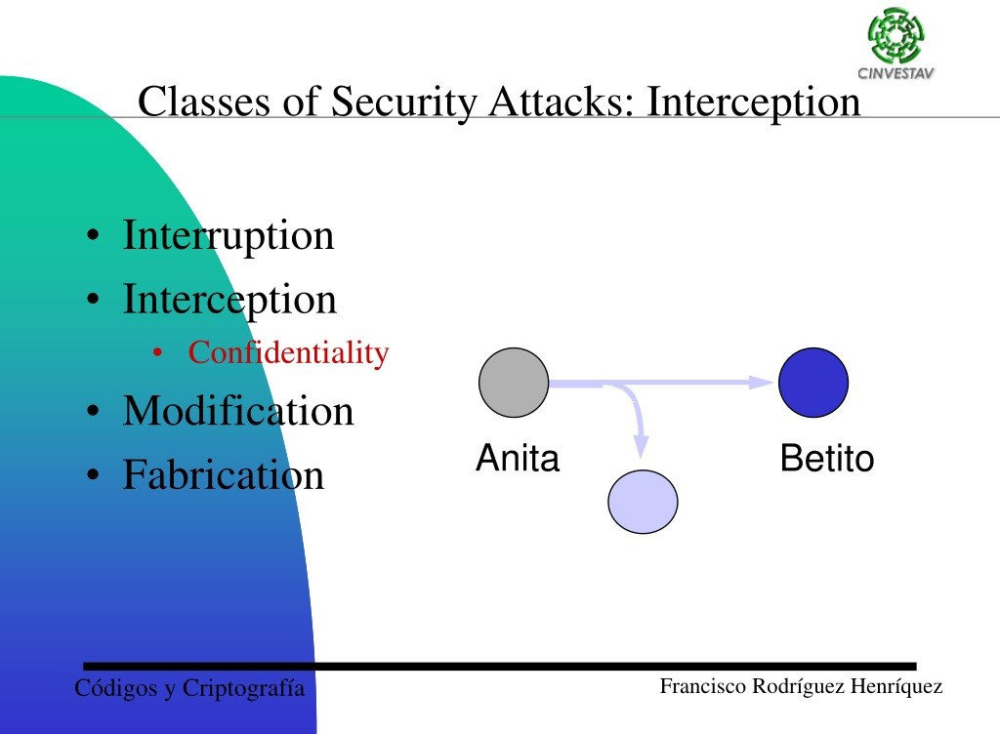 CINVESTAV
Classes of Security Attacks: Interception
• Interruption
• Interception
• Confidentiality
• Modification
• Fabrication
Anita
Betito
Códigos y Criptografía
Francisco Rodríguez Henríquez